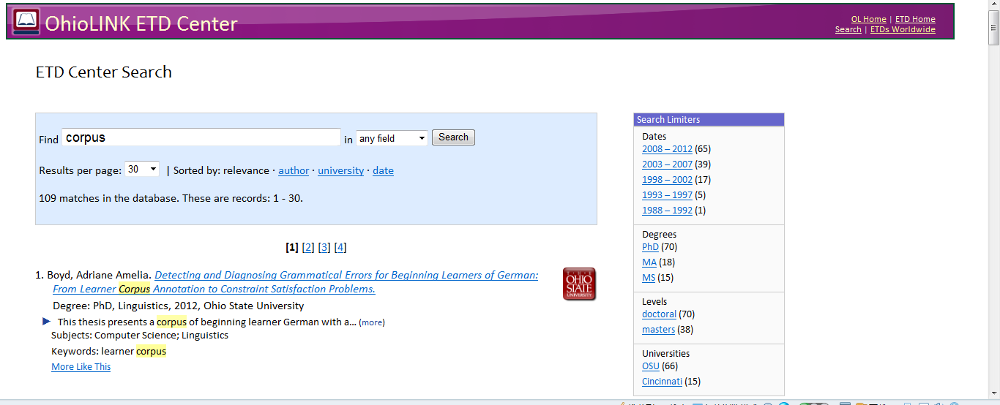 OhioLINK ETD Center
OL Home | ETD Home
Search | ETDs Worldwide
ETD Center Search
Find corpus in any field Search
Results per page: 30 | Sorted by: relevance · author · university · date
109 matches in the database. These are records: 1 - 30.
[1] [2] [3] [4]
1. Boyd, Adriane Amelia. Detecting and Diagnosing Grammatical Errors for Beginning Learners of German:
From Learner Corpus Annotation to Constraint Satisfaction Problems.
Degree: PhD, Linguistics, 2012, Ohio State University
This thesis presents a corpus of beginning learner German with a... (more)
Subjects: Computer Science; Linguistics
Keywords: learner corpus
More Like This
THE
OHIO
STATE
UNIVERSITY
Search Limiters
Dates
2008 – 2012 (65)
2003 – 2007 (39)
1998 – 2002 (17)
1993 – 1997 (5)
1988 – 1992 (1)
Degrees
PhD (70)
MA (18)
MS (15)
Levels
doctoral (70)
masters (38)
Universities
OSU (66)
Cincinnati (15)